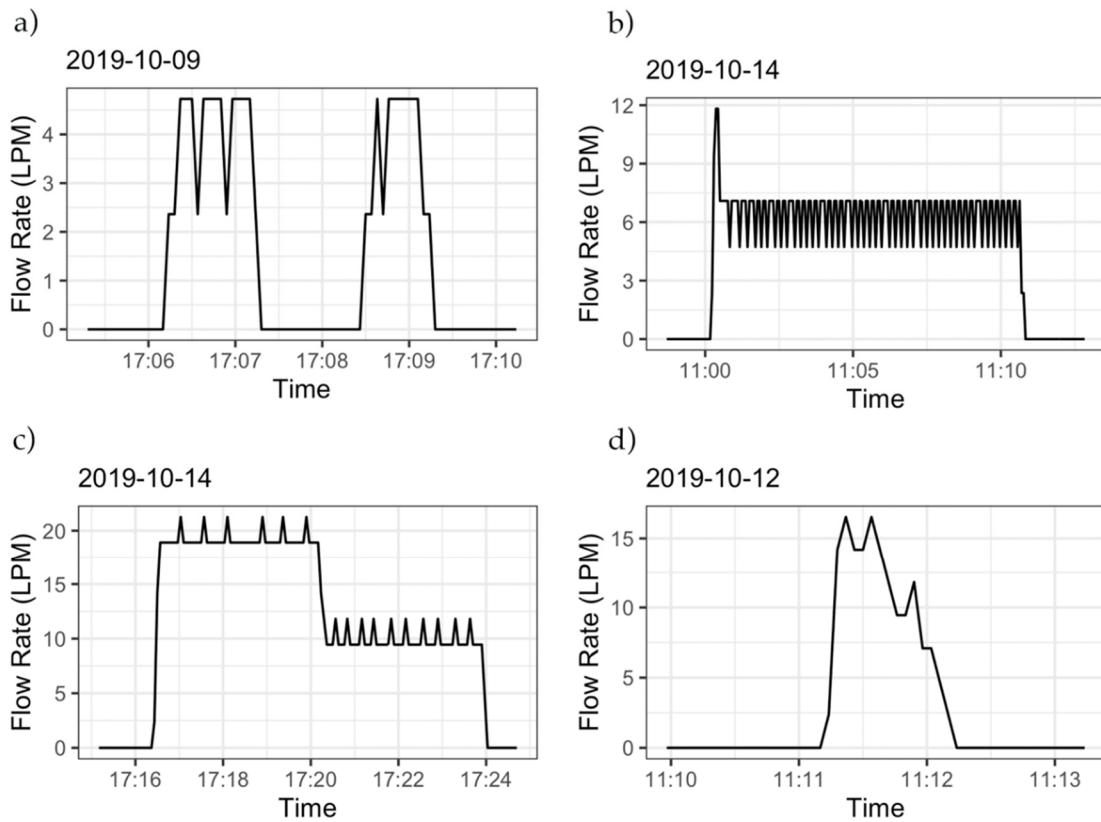 a)
2019-10-09
Flow Rate (LPM)
4
3
2
1
0
17:06 17:07 17:08 17:09 17:10
Time
b)
2019-10-14
Flow Rate (LPM)
12
9
6
3
0
11:00 11:05 11:10
Time
c)
2019-10-14
Flow Rate (LPM)
20
15
10
5
0
17:16 17:18 17:20 17:22 17:24
Time
d)
2019-10-12
Flow Rate (LPM)
15
10
5
0
11:10 11:11 11:12 11:13
Time